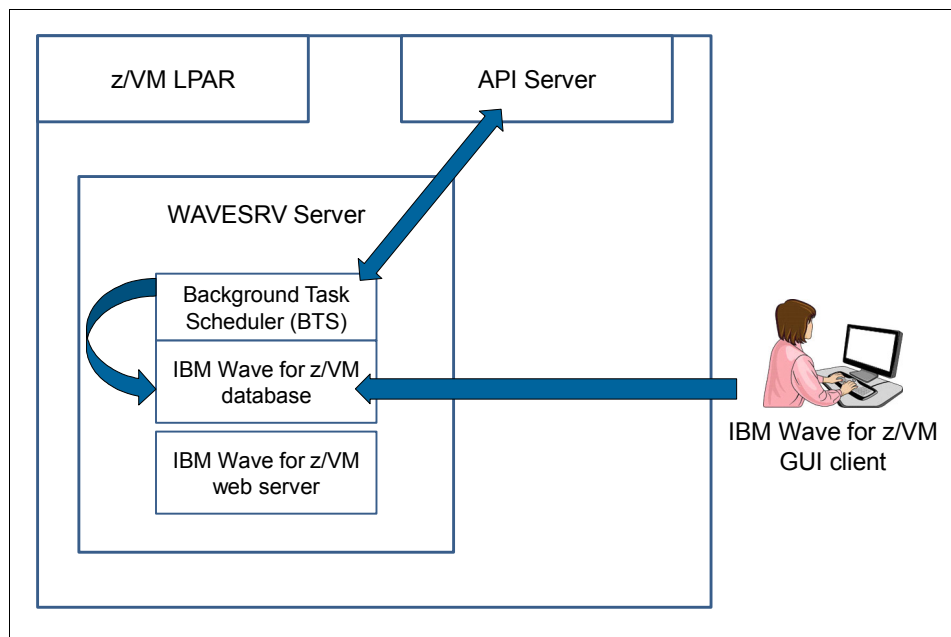 z/VM LPAR
API Server
WAVESRV Server
Background Task
Scheduler (BTS)
IBM Wave for z/VM
database
IBM Wave for z/VM
web server
IBM Wave for z/VM
GUI client